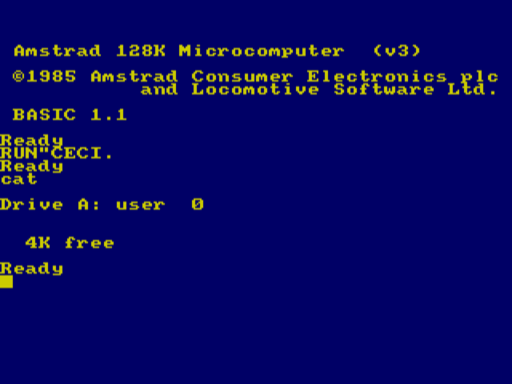 Amstrad 128K Microcomputer (v3)
©1985 Amstrad Consumer Electronics plc
and Locomotive Software Ltd.
BASIC 1.1
Ready
RUN"CECI.
Ready
cat
Drive A: user 0
4K free
Ready